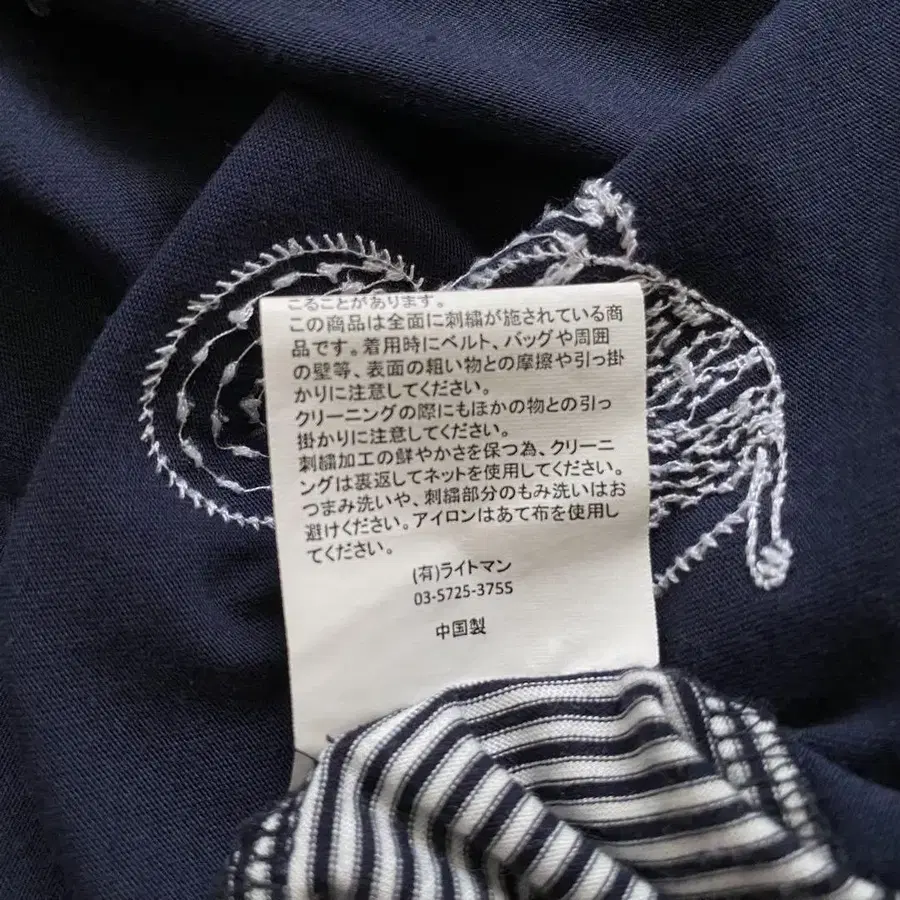 こることがあります。
この商品は全面に刺繍が施されている商
品です。着用時にベルト、バッグや周囲
の壁等、表面の粗い物との摩擦や引っ掛
かりに注意してください。
クリーニングの際にもほかの物との引っ
掛かりに注意してください。
刺繍加工の鮮やかさを保つ為、クリーニ
ングは裏返してネットを使用してください。
つまみ洗いや、刺繍部分のもみ洗いはお
避けください。アイロンはあて布を使用し
てください。
(有)ライトマン
03-5725-3755
中国製